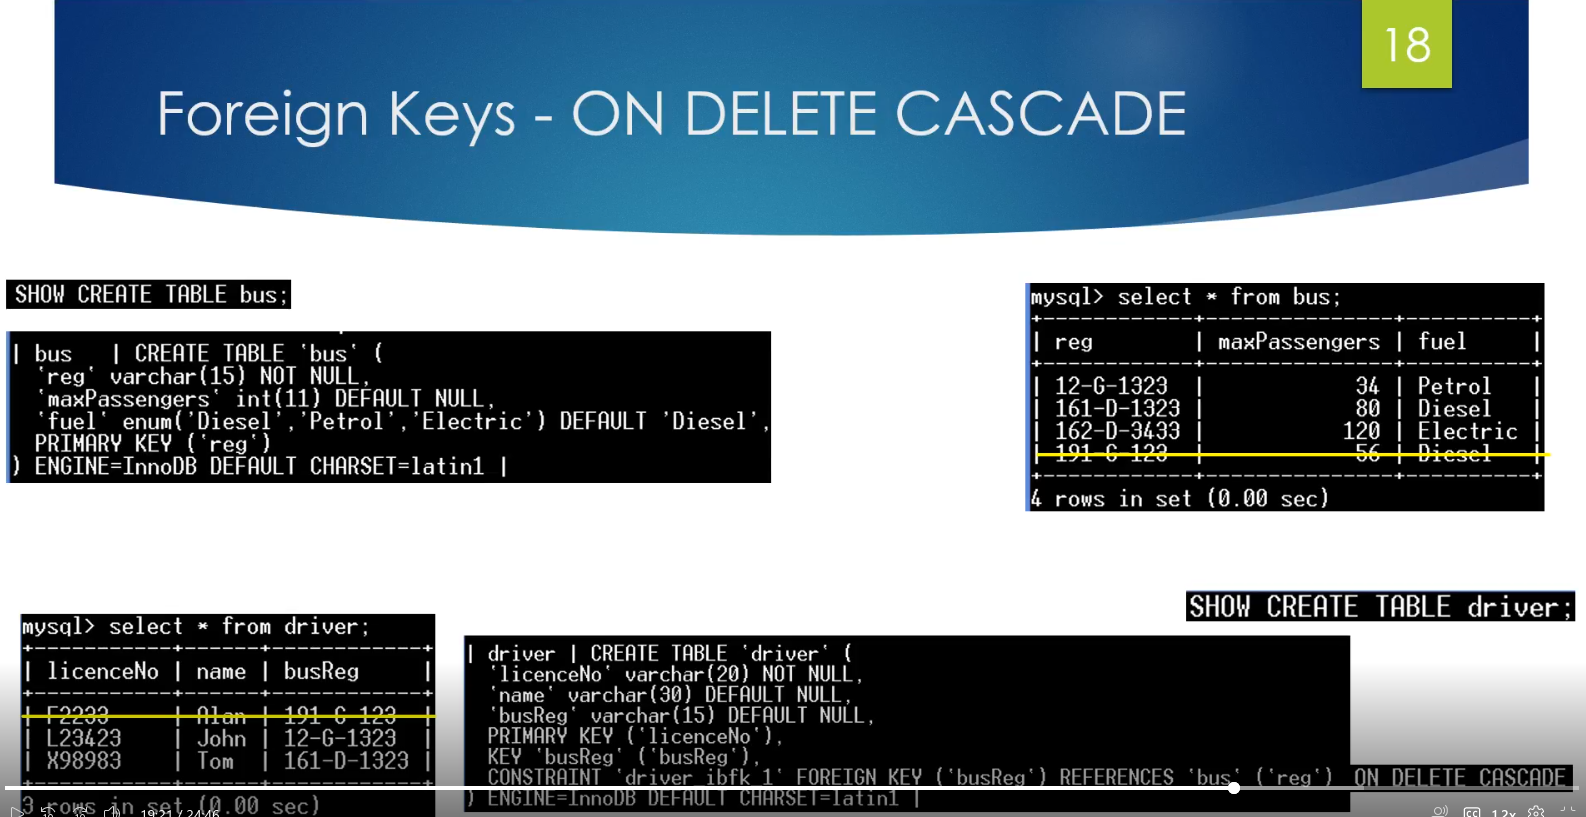 18
Foreign Keys - ON DELETE CASCADE
SHOW CREATE TABLE bus;
| bus   | CREATE TABLE `bus` (
`reg` varchar(15) NOT NULL,
`maxPassengers` int(11) DEFAULT NULL,
`fuel` enum('Diesel','Petrol','Electric') DEFAULT 'Diesel',
PRIMARY KEY (`reg`)
) ENGINE=InnoDB DEFAULT CHARSET=latin1 |
mysql> select * from bus;
| reg | maxPassengers | fuel |
| 12-G-1323 | 34 | Petrol |
| 161-D-1323 | 80 | Diesel |
| 162-D-3433 | 120 | Electric |
| 191-G-123 | 56 | Diesel |
4 rows in set (0.00 sec)
mysql> select * from driver;
| licenceNo | name | busReg |
| F2233 | Alan | 191-G-123 |
| L23423 | John | 12-G-1323 |
| X98983 | Tom | 161-D-1323 |
3 rows in set (0.00 sec)
SHOW CREATE TABLE driver;
| driver | CREATE TABLE `driver` (
`licenceNo` varchar(20) NOT NULL,
`name` varchar(30) DEFAULT NULL,
`busReg` varchar(15) DEFAULT NULL,
PRIMARY KEY (`licenceNo`),
KEY `busReg` (`busReg`),
CONSTRAINT `driver_ibfk_1` FOREIGN KEY (`busReg`) REFERENCES `bus` (`reg`) ON DELETE CASCADE
) ENGINE=InnoDB DEFAULT CHARSET=latin1 |
19:21 / 24:46
CC
1.2x